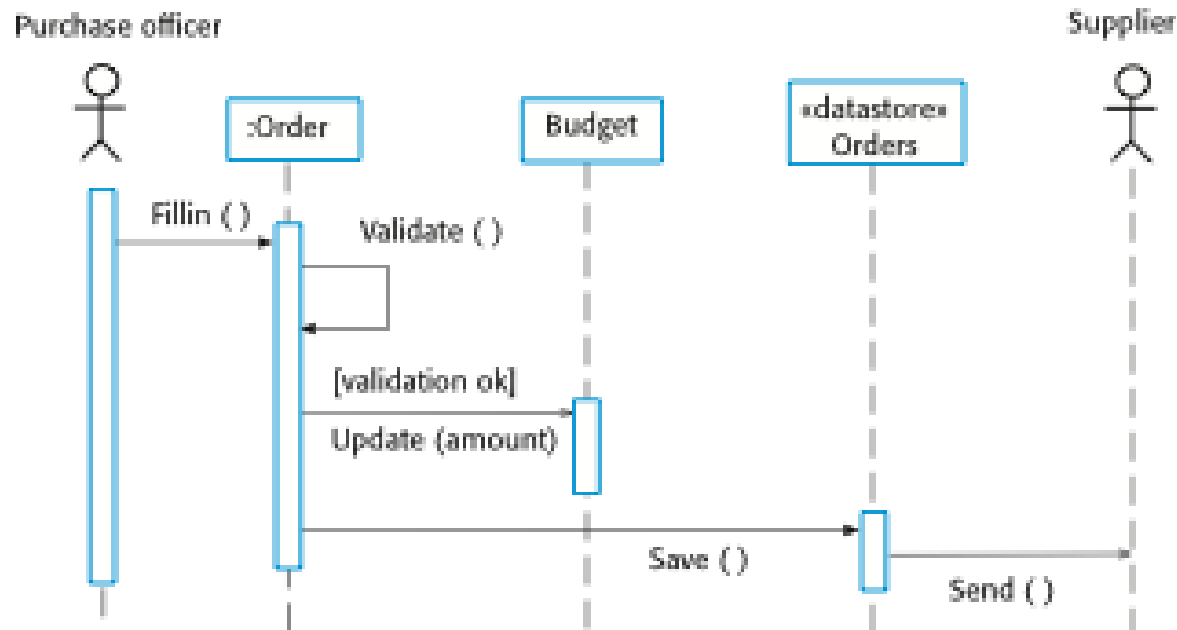 Purchase officer
Supplier
:Order
Budget
«datastore»
Orders
Fillin ( )
Validate ( )
[validation ok]
Update (amount)
Save ( )
Send ( )